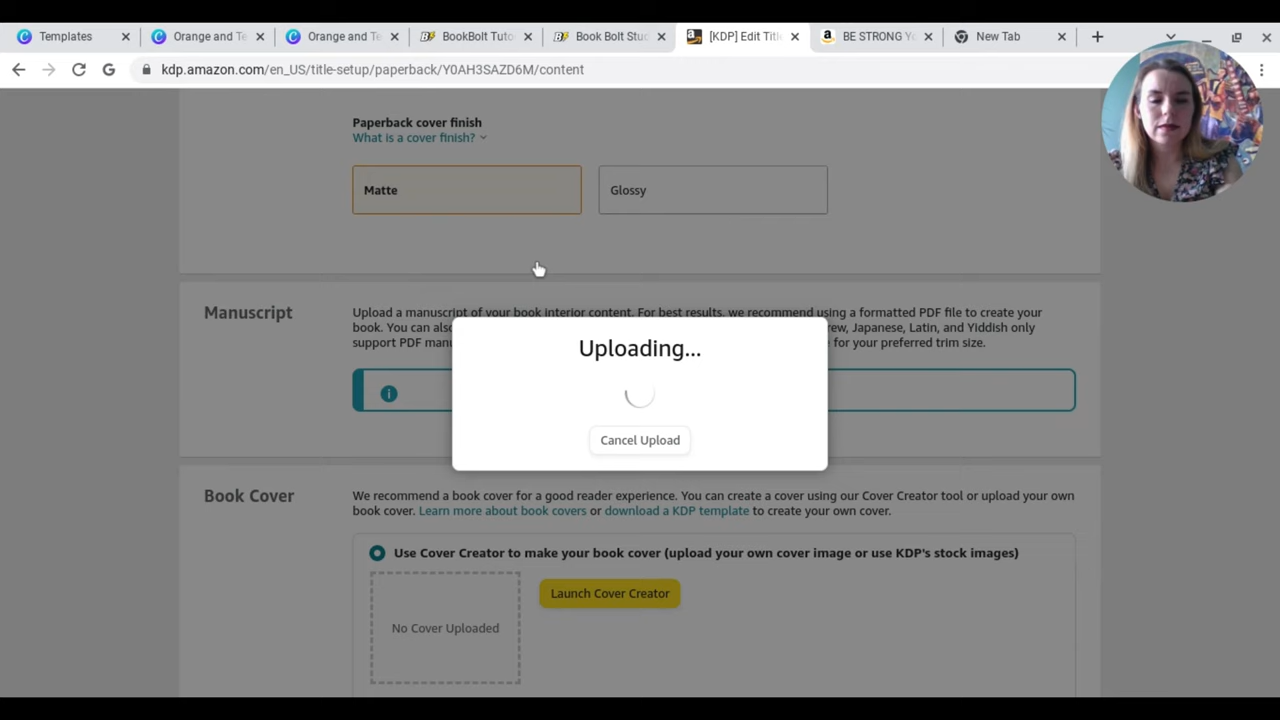 Templates
Orange and Te
Orange and Te
BookBolt Tuto
Book Bolt Stu
[KDP] Edit Titl
BE STRONG Yo
New Tab
kdp.amazon.com/en_US/title-setup/paperback/Y0AH3SAZD6M/content
Paperback cover finish
What is a cover finish?
Matte
Glossy
Manuscript
Upload a manuscript of your book interior content. For best results, we recommend using a formatted PDF file to create your
book. You can also rew, Japanese, Latin, and Yiddish only
support PDF manu for your preferred trim size.
Uploading...
Cancel Upload
Book Cover
We recommend a book cover for a good reader experience. You can create a cover using our Cover Creator tool or upload your own
book cover. Learn more about book covers or download a KDP template to create your own cover.
Use Cover Creator to make your book cover (upload your own cover image or use KDP's stock images)
No Cover Uploaded
Launch Cover Creator